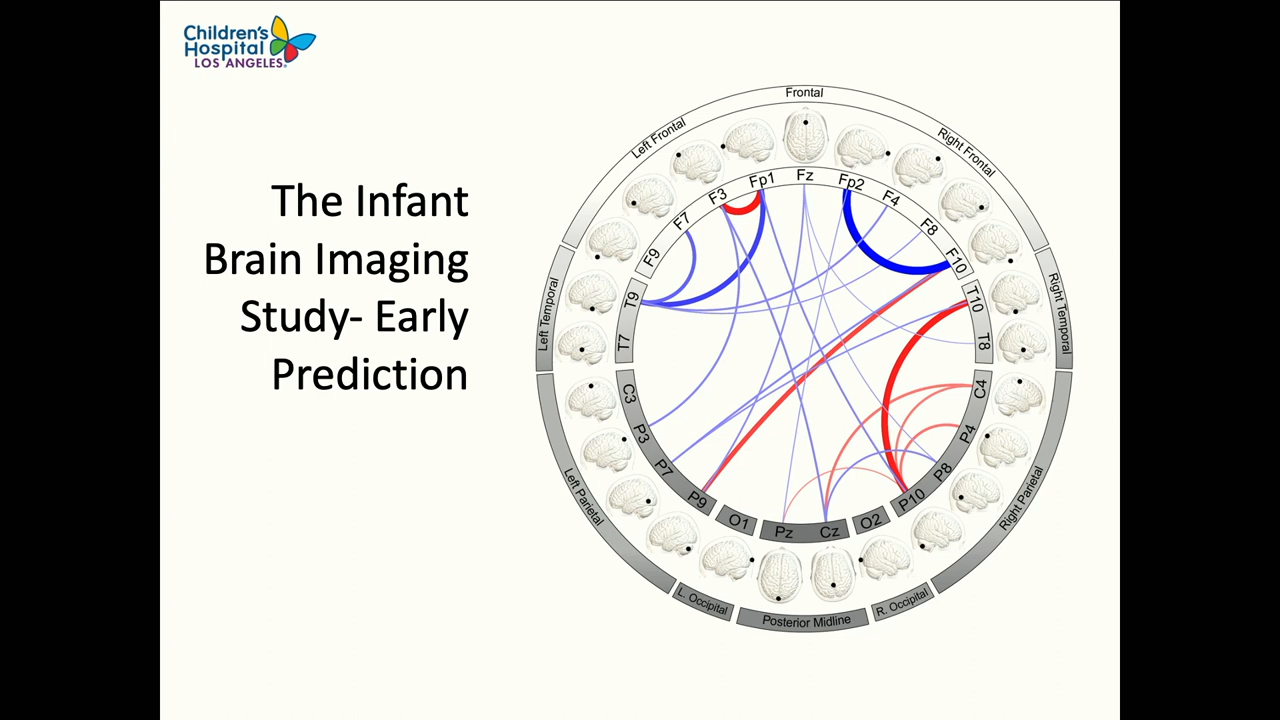 Children's
Hospital
LOS ANGELES
The Infant
Brain Imaging
Study- Early
Prediction
Frontal
Left Frontal
Right Frontal
Left Temporal
Right Temporal
Left Parietal
Right Parietal
L. Occipital
Posterior Midline
R. Occipital
Fz
Fp2
F4
F8
F10
T10
T8
C4
P4
P8
P10
O2
Cz
Pz
O1
P9
P7
P3
C3
T7
T9
F9
F7
F3
Fp1